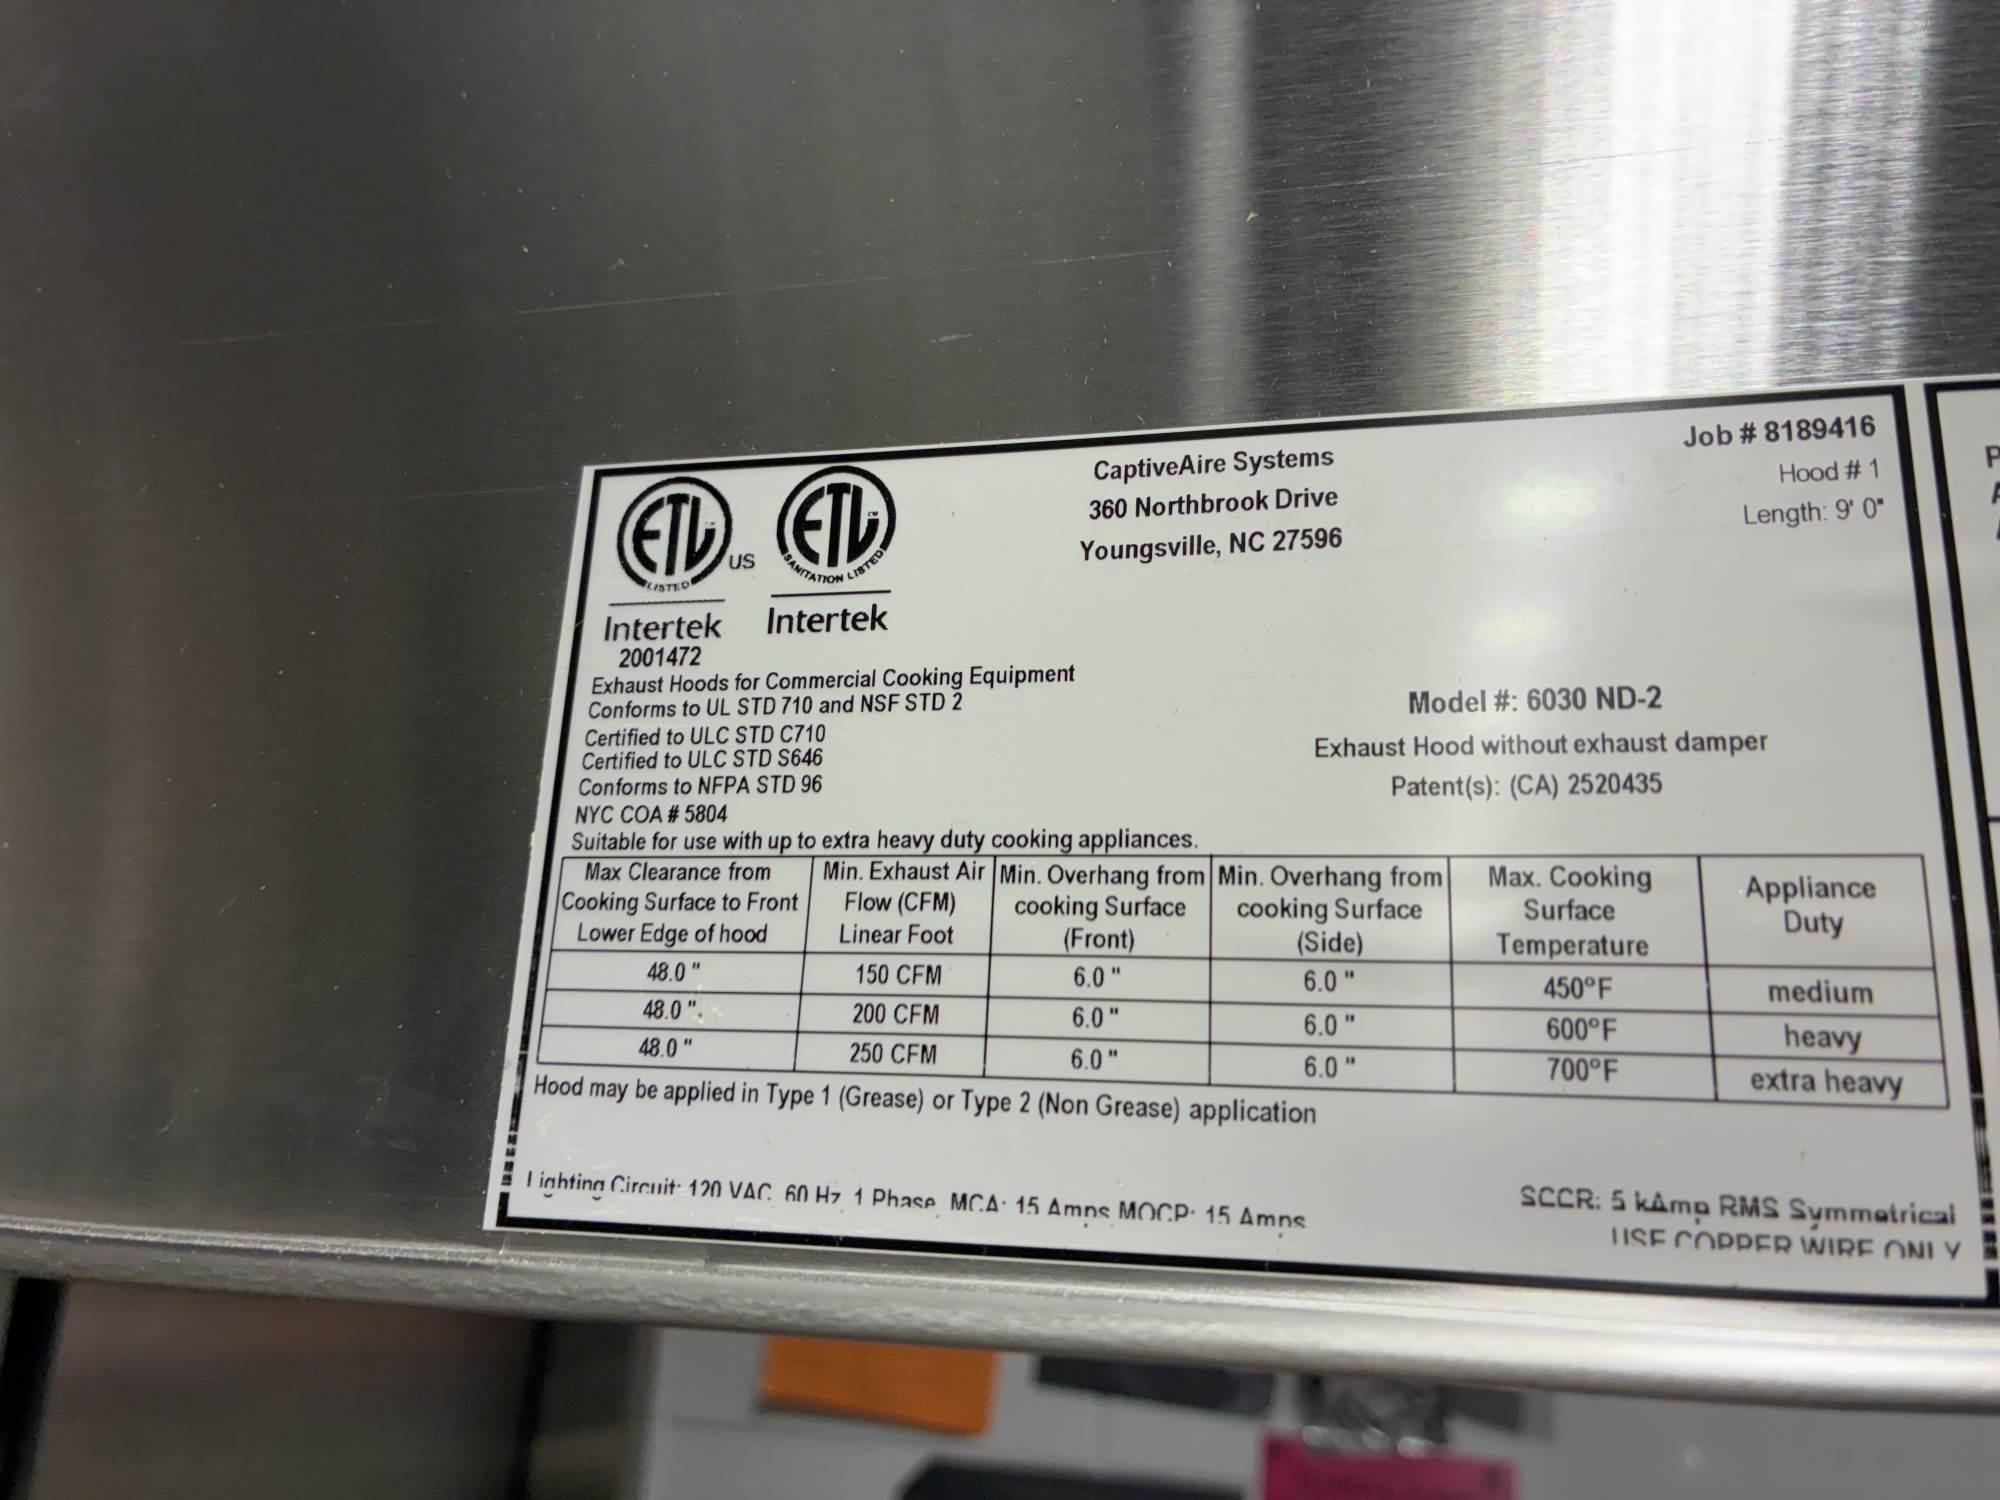 ETL
LISTED
US
Intertek
2001472
ETL
CM
SANITATION LISTED
Intertek
CaptiveAire Systems
360 Northbrook Drive
Youngsville, NC 27596
Job # 8189416
Hood # 1
Length: 9' 0"
Exhaust Hoods for Commercial Cooking Equipment
Conforms to UL STD 710 and NSF STD 2
Certified to ULC STD C710
Certified to ULC STD S646
Conforms to NFPA STD 96
NYC COA # 5804
Model #: 6030 ND-2
Exhaust Hood without exhaust damper
Patent(s): (CA) 2520435
Suitable for use with up to extra heavy duty cooking appliances.
Max Clearance from Cooking Surface to Front Lower Edge of hood
Min. Exhaust Air Flow (CFM) Linear Foot
Min. Overhang from cooking Surface (Front)
Min. Overhang from cooking Surface (Side)
Max. Cooking Surface Temperature
Appliance Duty
48.0 " 150 CFM 6.0 " 6.0 " 450°F medium
48.0 " 200 CFM 6.0 " 6.0 " 600°F heavy
48.0 " 250 CFM 6.0 " 6.0 " 700°F extra heavy
Hood may be applied in Type 1 (Grease) or Type 2 (Non Grease) application
Lighting Circuit: 120 VAC, 60 Hz, 1 Phase, MCA: 15 Amps MOCP: 15 Amps
SCCR: 5 kAmp RMS Symmetrical
USE COPPER WIRE ONLY